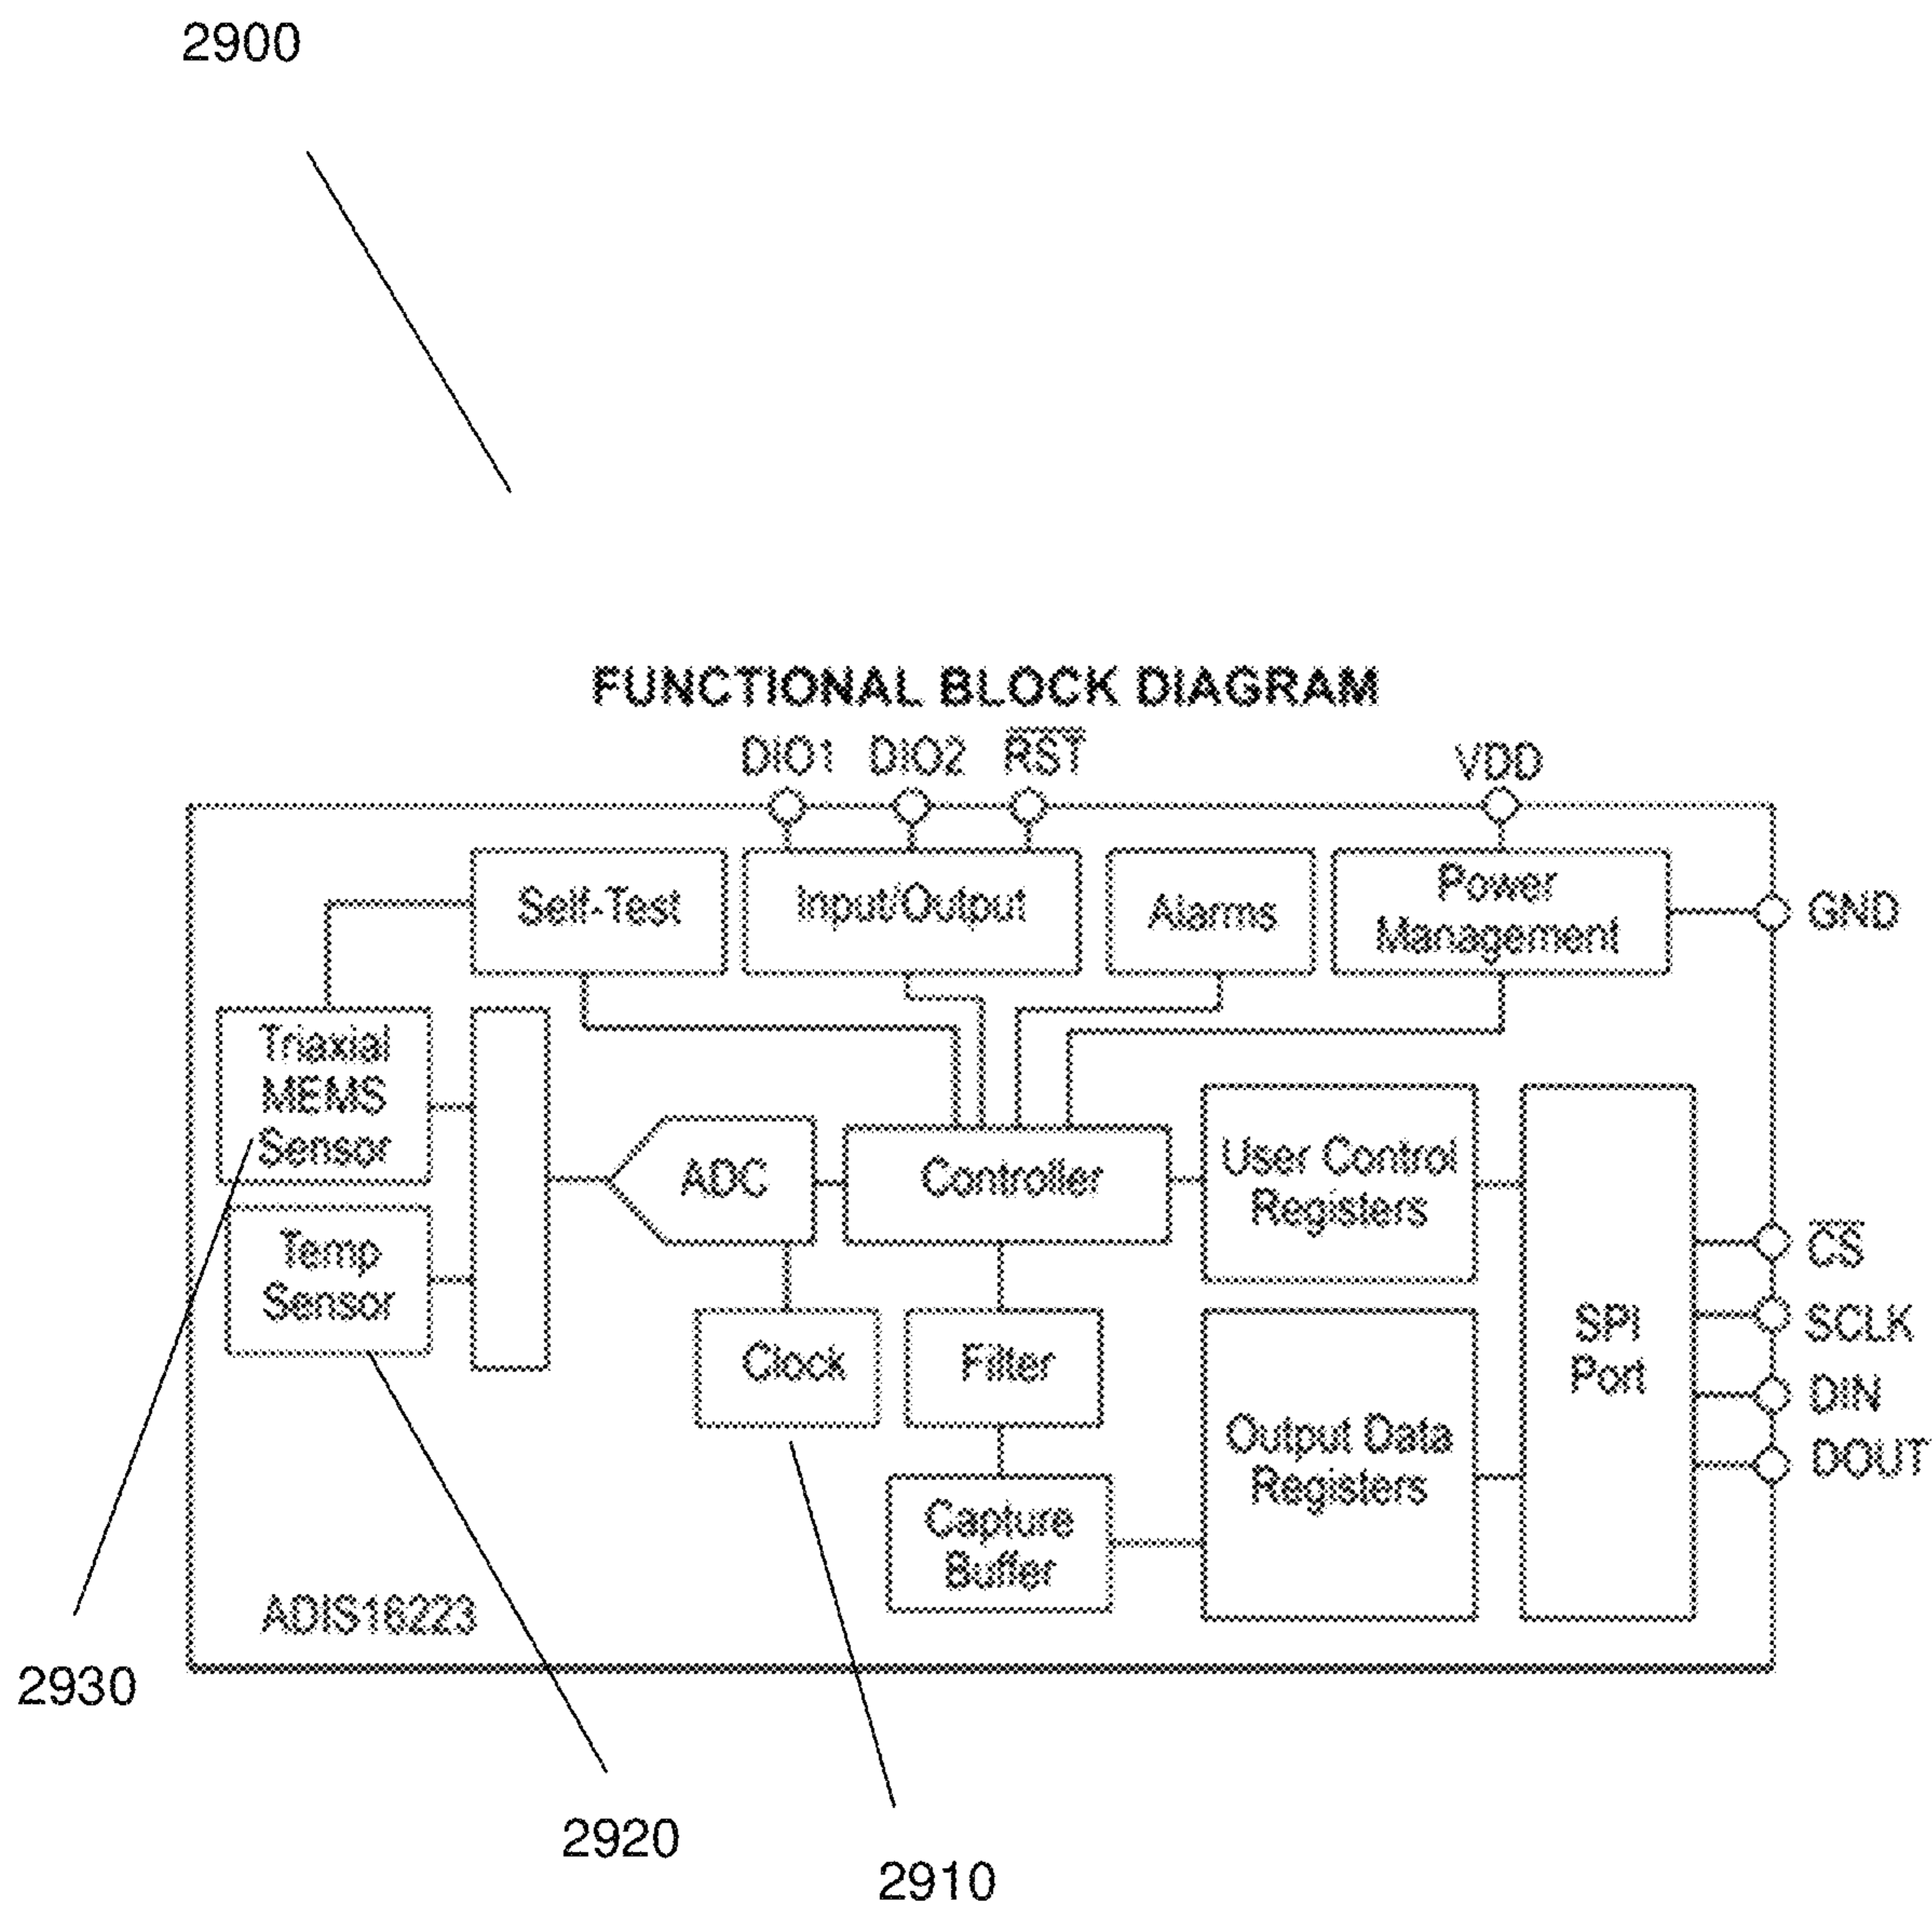 2900
FUNCTIONAL BLOCK DIAGRAM
DIO1 DIO2 R̅S̅T̅ VDD
Self-Test
Input/Output
Alarms
Power
Management
GND
Triaxial
MEMS
Sensor
ADC
Controller
User Control
Registers
Temp
Sensor
C̅S̅
SCLK
DIN
DOUT
SPI
Port
Clock
Filter
Output Data
Registers
Capture
Buffer
ADIS16223
2930
2920
2910